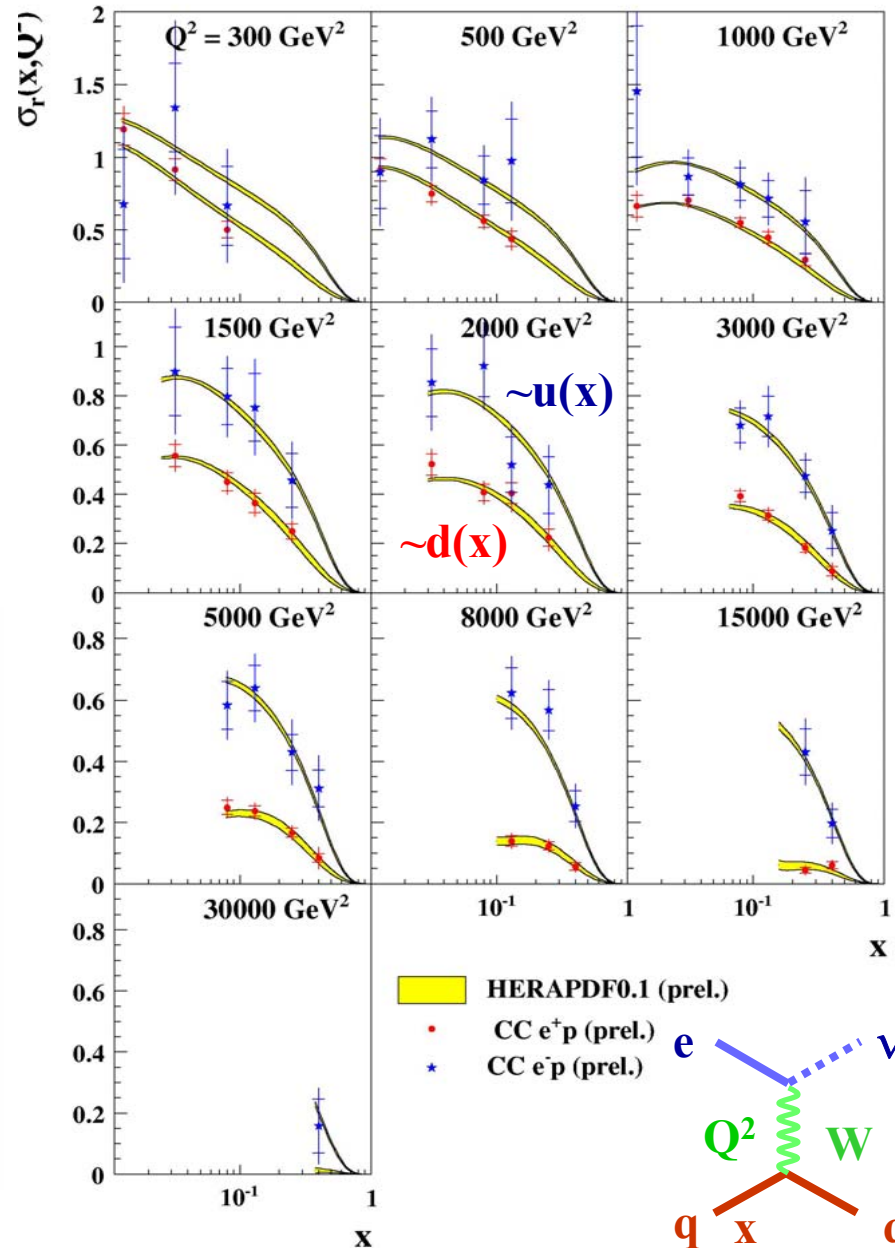 σr(x,Q²)
Q² = 300 GeV²
500 GeV²
1000 GeV²
2
1.5
1
0.5
0
1500 GeV²
2000 GeV²
3000 GeV²
~u(x)
~d(x)
1
0.8
0.6
0.4
0.2
0
5000 GeV²
8000 GeV²
15000 GeV²
0.8
0.6
0.4
0.2
0
10⁻¹
1
10⁻¹
1
x
30000 GeV²
0.8
0.6
0.4
0.2
0
10⁻¹
1
x
HERAPDF0.1 (prel.)
CC e⁺p (prel.)
CC e⁻p (prel.)
e
ν
Q²
W
q
x